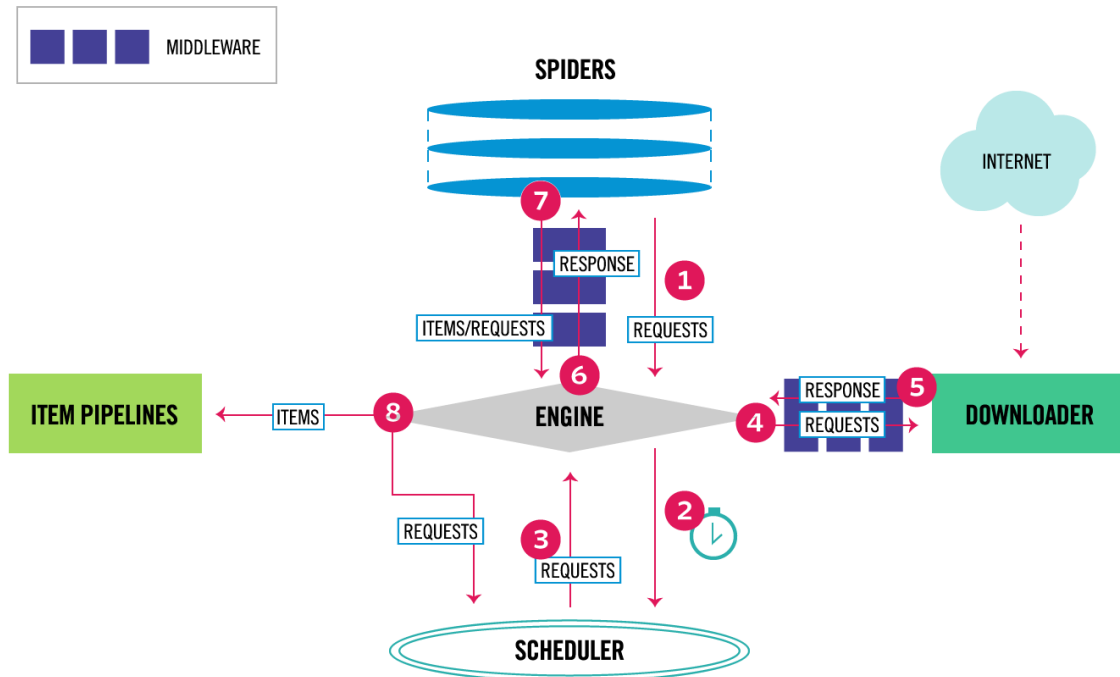 MIDDLEWARE
SPIDERS
INTERNET
7
RESPONSE
1
ITEMS/REQUESTS
REQUESTS
6
5
RESPONSE
ITEM PIPELINES
ITEMS
8
ENGINE
4
REQUESTS
DOWNLOADER
2
REQUESTS
3
REQUESTS
SCHEDULER